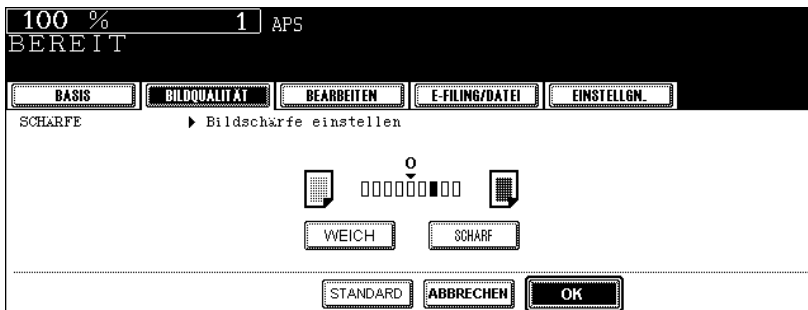 100 % 1 APS
BEREIT
BASIS BILDQUALITÄT BEARBEITEN E-FILING/DATEI EINSTELLGN.
SCHÄRFE ▶ Bildschärfe einstellen
0
WEICH SCHARF
STANDARD ABBRECHEN OK